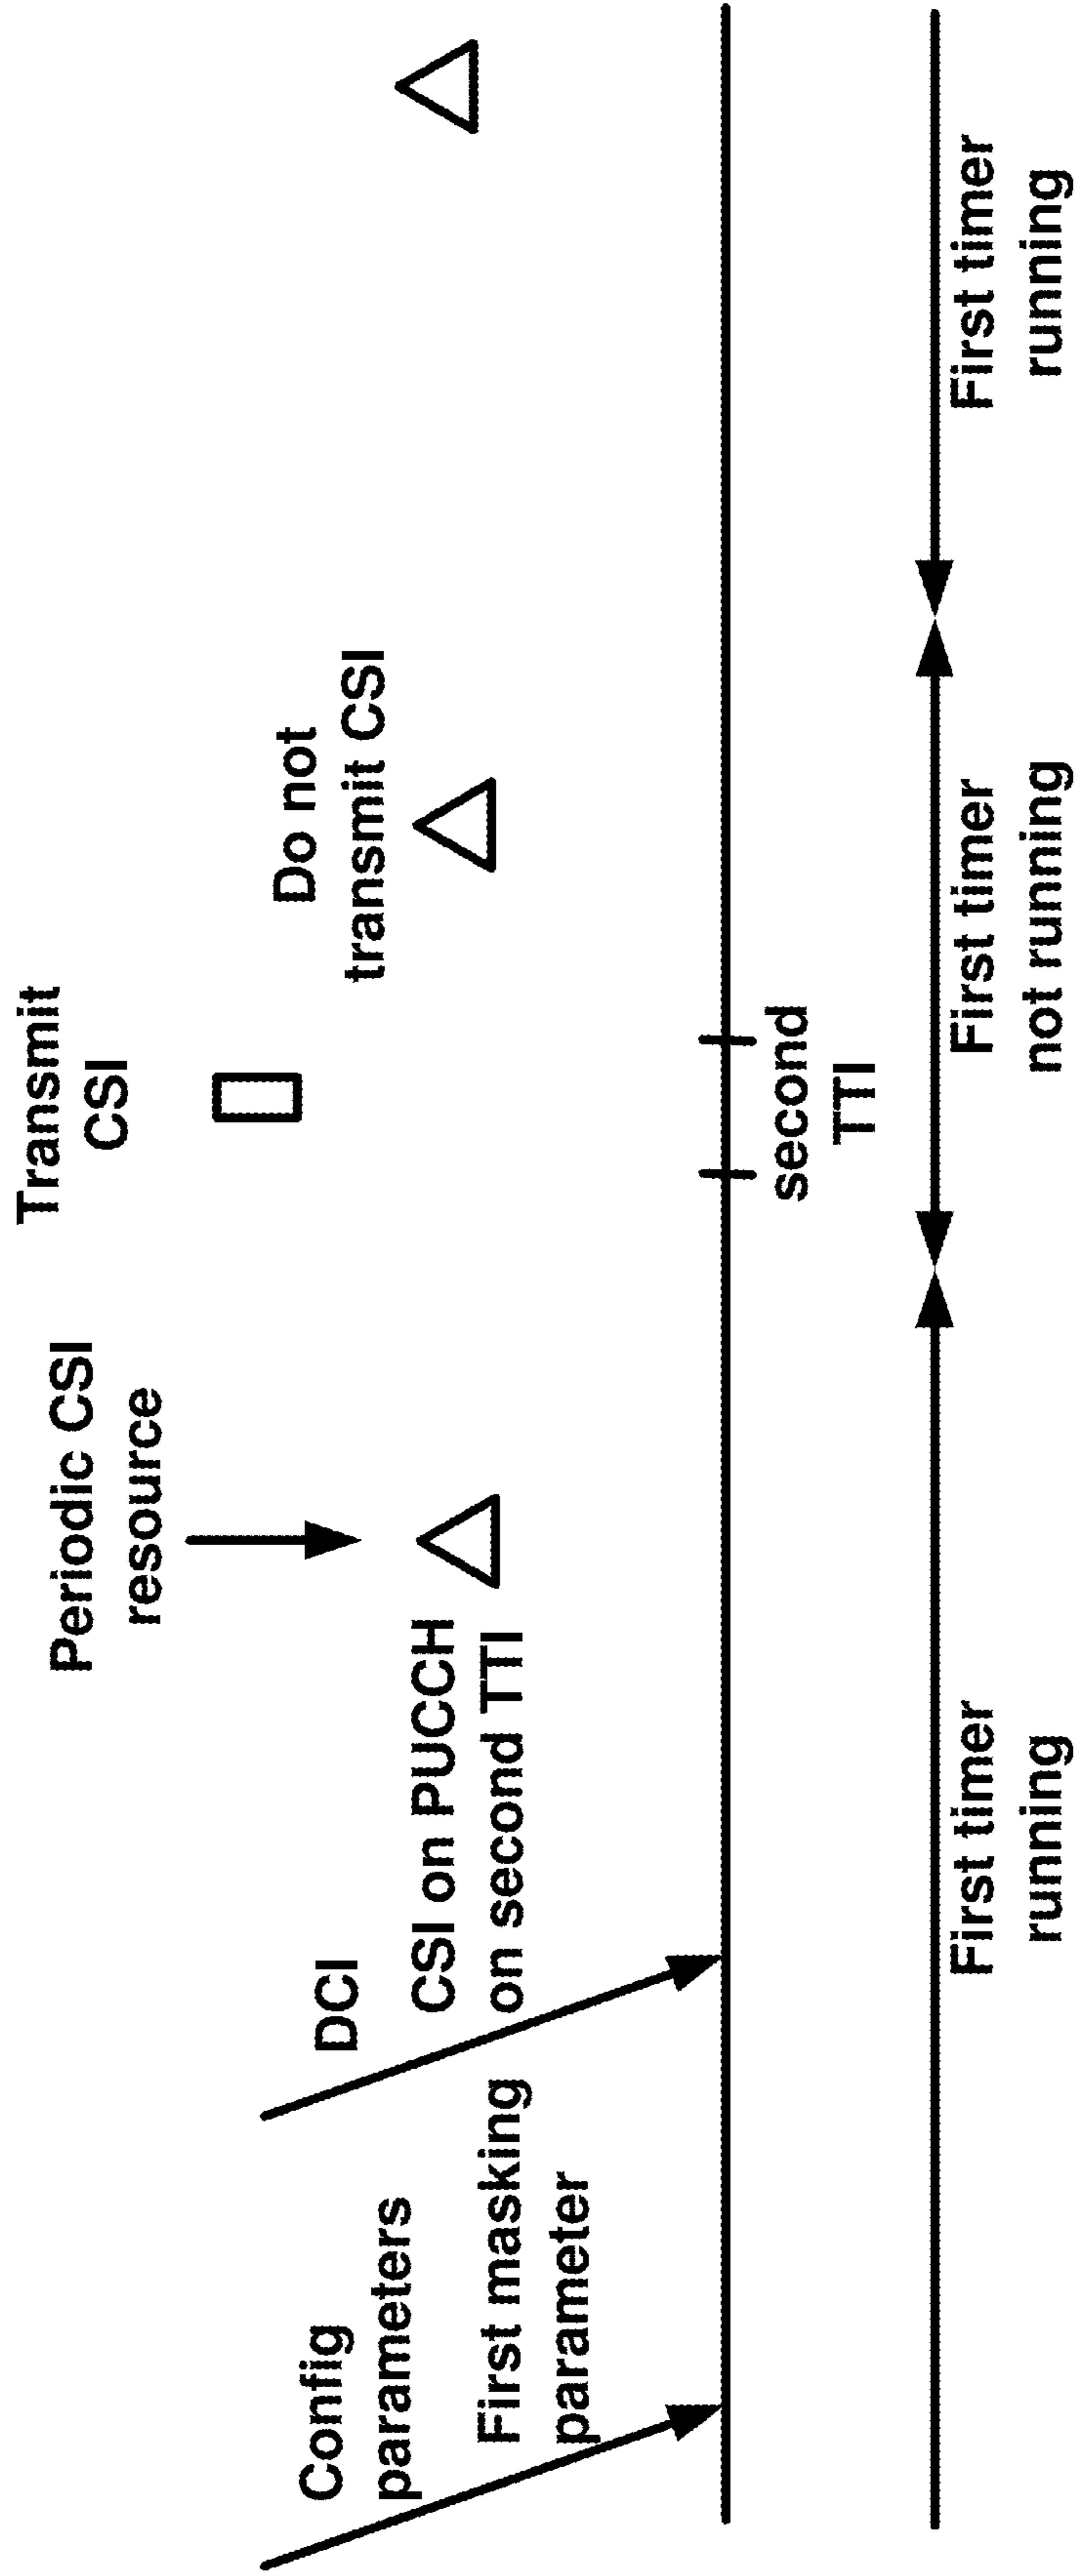 Config
parameters
First masking
parameter
DCI
CSI on PUCCH
on second TTI
Periodic CSI
resource
Transmit
CSI
Do not
transmit CSI
second
TTI
First timer
running
First timer
not running
First timer
running